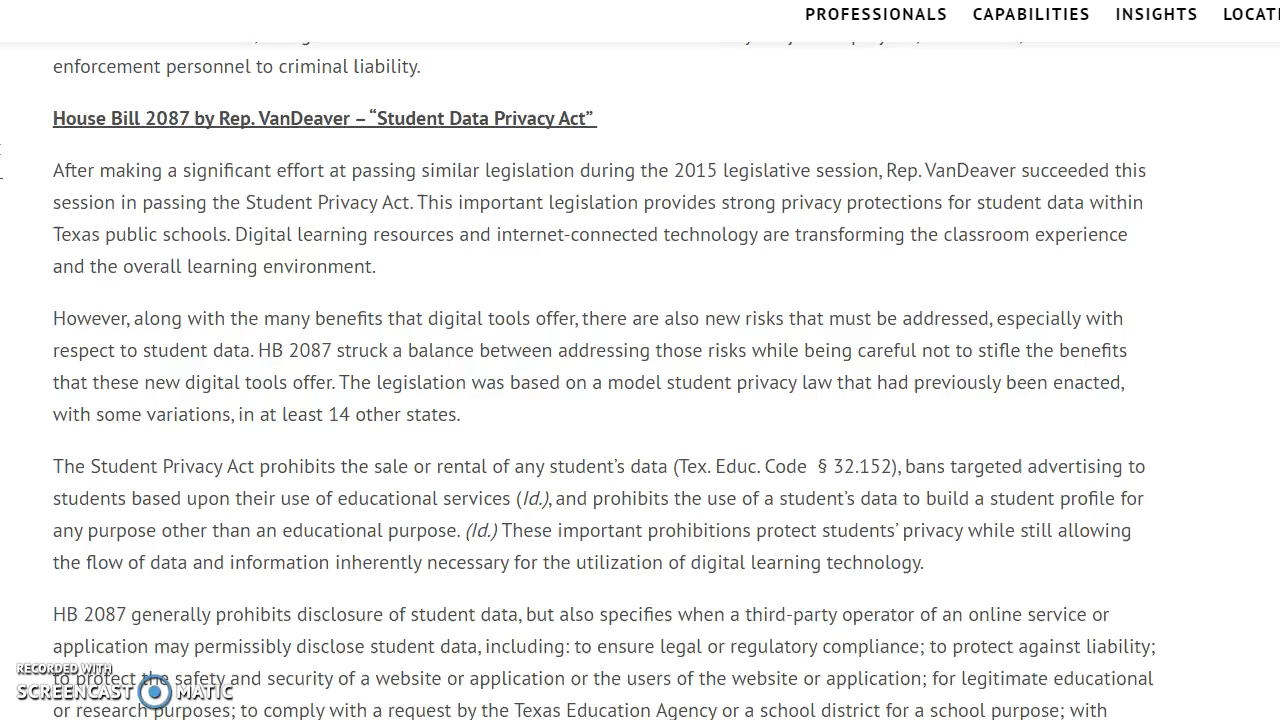 PROFESSIONALS CAPABILITIES INSIGHTS LOCATI
enforcement personnel to criminal liability.
House Bill 2087 by Rep. VanDeaver – “Student Data Privacy Act”
After making a significant effort at passing similar legislation during the 2015 legislative session, Rep. VanDeaver succeeded this
session in passing the Student Privacy Act. This important legislation provides strong privacy protections for student data within
Texas public schools. Digital learning resources and internet-connected technology are transforming the classroom experience
and the overall learning environment.
However, along with the many benefits that digital tools offer, there are also new risks that must be addressed, especially with
respect to student data. HB 2087 struck a balance between addressing those risks while being careful not to stifle the benefits
that these new digital tools offer. The legislation was based on a model student privacy law that had previously been enacted,
with some variations, in at least 14 other states.
The Student Privacy Act prohibits the sale or rental of any student’s data (Tex. Educ. Code § 32.152), bans targeted advertising to
students based upon their use of educational services (Id.), and prohibits the use of a student’s data to build a student profile for
any purpose other than an educational purpose. (Id.) These important prohibitions protect students’ privacy while still allowing
the flow of data and information inherently necessary for the utilization of digital learning technology.
HB 2087 generally prohibits disclosure of student data, but also specifies when a third-party operator of an online service or
application may permissibly disclose student data, including: to ensure legal or regulatory compliance; to protect against liability;
to protect the safety and security of a website or application or the users of the website or application; for legitimate educational
or research purposes; to comply with a request by the Texas Education Agency or a school district for a school purpose; with
RECORDED WITH
SCREENCAST MATIC